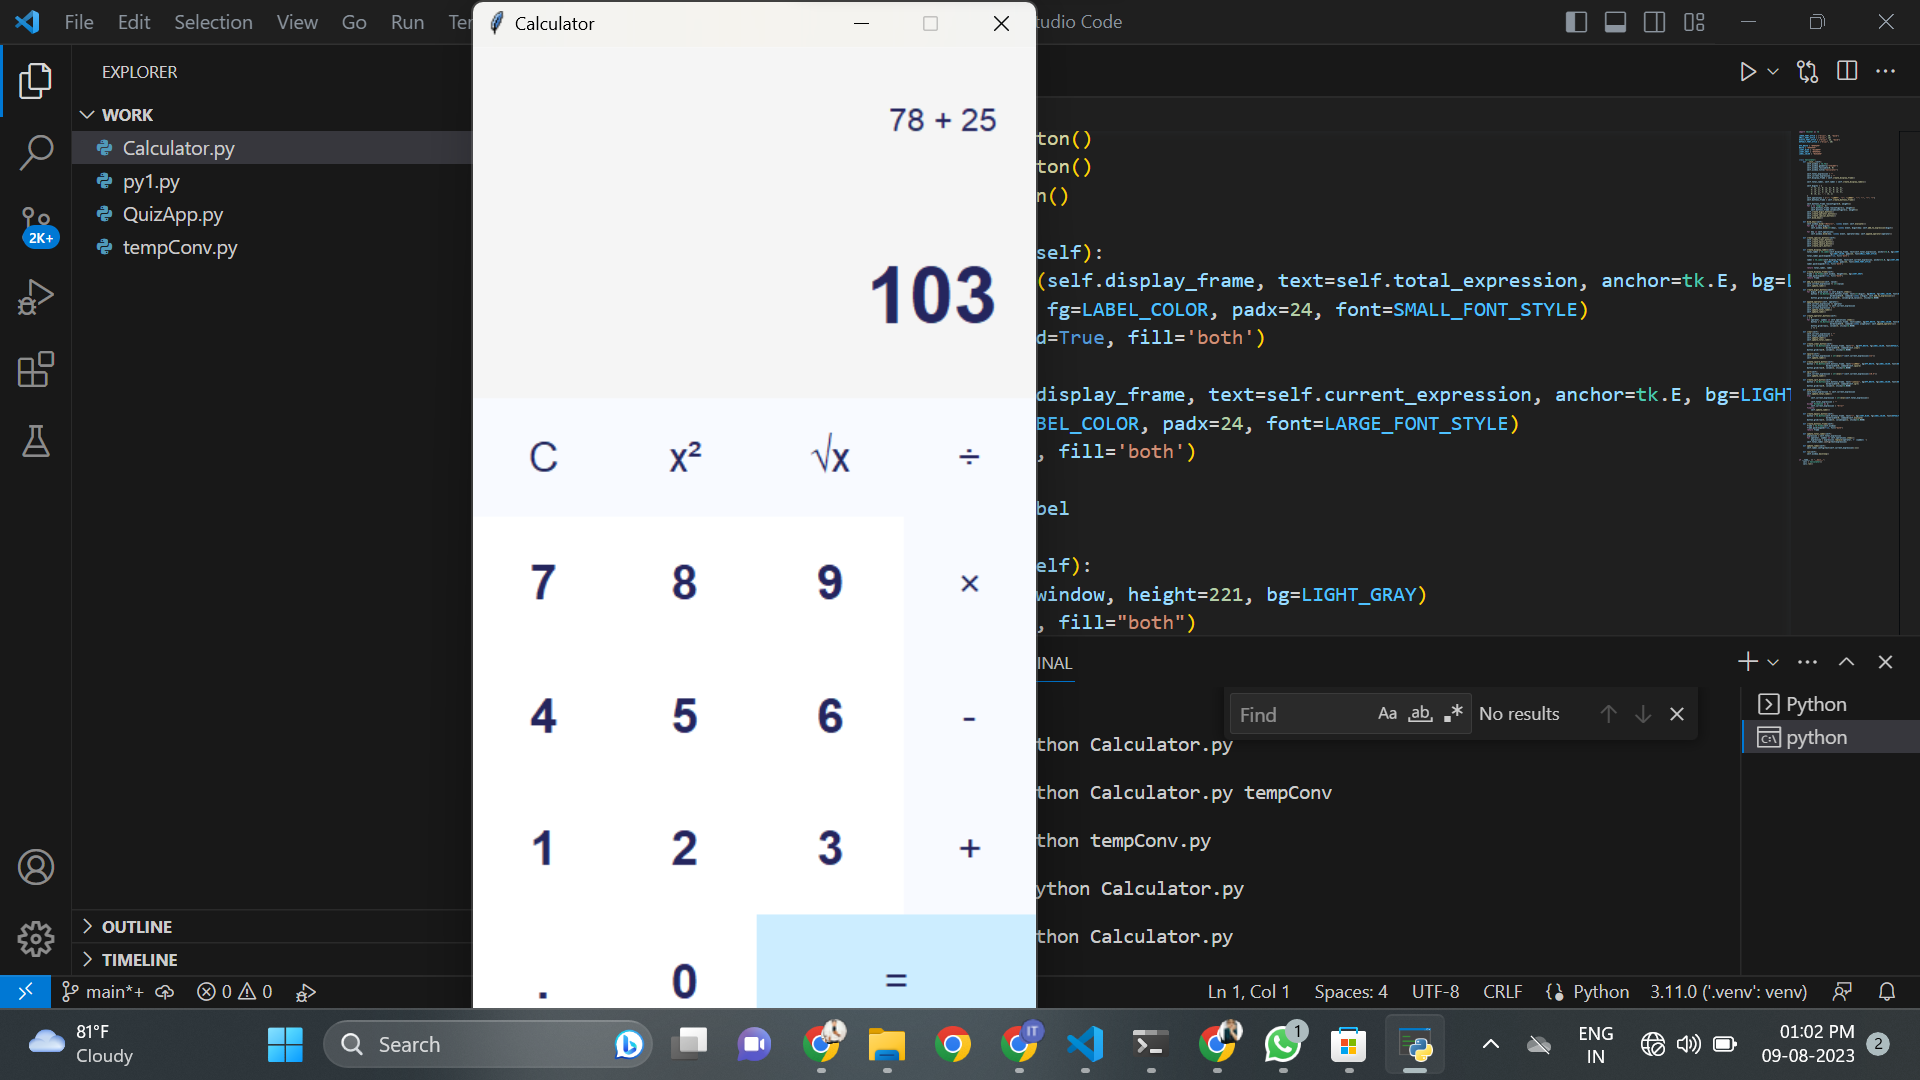 File Edit Selection View Go Run Ter
Calculator
tudio Code
EXPLORER
WORK
Calculator.py
py1.py
QuizApp.py
tempConv.py
2K+
OUTLINE
TIMELINE
78 + 25
103
C x² √x ÷
7 8 9 ×
4 5 6 -
1 2 3 +
. 0 =
ton()
ton()
n()
self):
(self.display_frame, text=self.total_expression, anchor=tk.E, bg=L
fg=LABEL_COLOR, padx=24, font=SMALL_FONT_STYLE)
d=True, fill='both')
display_frame, text=self.current_expression, anchor=tk.E, bg=LIGHT
BEL_COLOR, padx=24, font=LARGE_FONT_STYLE)
, fill='both')
bel
elf):
window, height=221, bg=LIGHT_GRAY)
, fill="both")
INAL
Find Aa ab .* No results
Python
python
thon Calculator.py
thon Calculator.py tempConv
thon tempConv.py
ython Calculator.py
thon Calculator.py
main*+ 0 0
Ln 1, Col 1 Spaces: 4 UTF-8 CRLF Python 3.11.0 ('.venv': venv)
81°F
Cloudy
Search
IT
1
ENG
IN
01:02 PM
09-08-2023
2